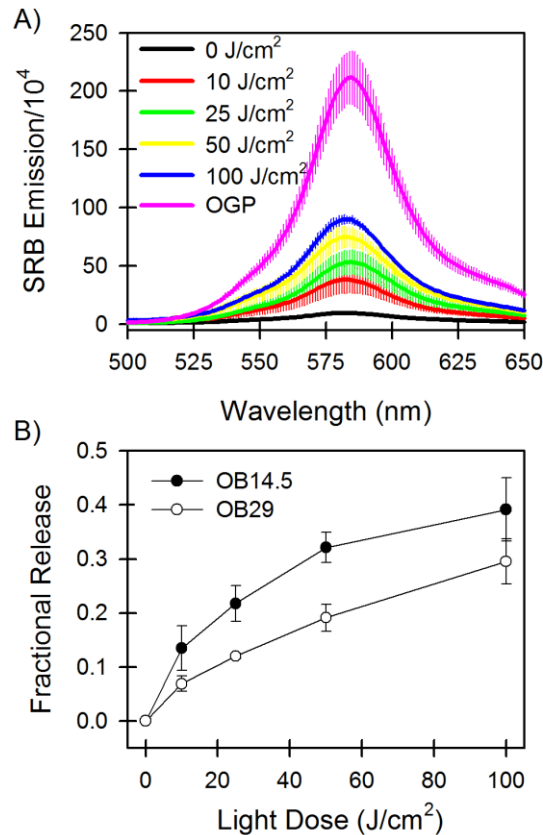 A)
250
200
150
100
50
0
SRB Emission/10⁴
0 J/cm²
10 J/cm²
25 J/cm²
50 J/cm²
100 J/cm²
OGP
500 525 550 575 600 625 650
Wavelength (nm)
B)
0.5
0.4
0.3
0.2
0.1
0.0
Fractional Release
OB14.5
OB29
0 20 40 60 80 100
Light Dose (J/cm²)